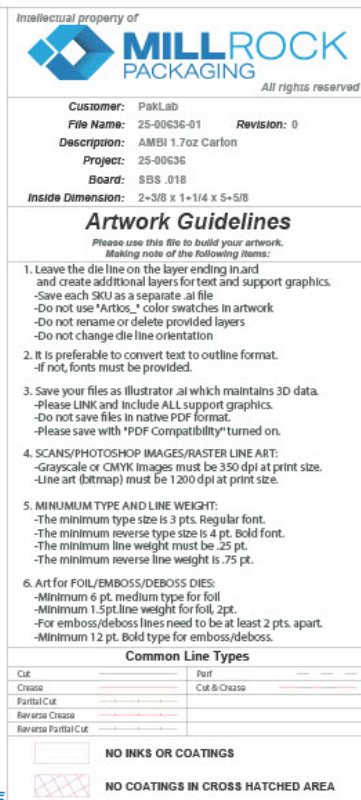 Intellectual property of
MILLROCK
PACKAGING
All rights reserved
Customer: PakLab
File Name: 25-00636-01 Revision: 0
Description: AMBI 1.7oz Carton
Project: 25-00636
Board: SBS .018
Inside Dimension: 2+3/8 x 1+1/4 x 5+5/8
Artwork Guidelines
Please use this file to build your artwork.
Making note of the following items:
1. Leave the die line on the layer ending in.ard
and create additional layers for text and support graphics.
-Save each SKU as a separate .ai file
-Do not use "Artios_" color swatches in artwork
-Do not rename or delete provided layers
-Do not change die line orientation
2. It is preferable to convert text to outline format.
-If not, fonts must be provided.
3. Save your files as Illustrator .ai which maintains 3D data.
-Please LINK and Include ALL support graphics.
-Do not save files in native PDF format.
-Please save with "PDF Compatibility" turned on.
4. SCANS/PHOTOSHOP IMAGES/RASTER LINE ART:
-Grayscale or CMYK images must be 350 dpi at print size.
-Line art (bitmap) must be 1200 dpi at print size.
5. MINUMUM TYPE AND LINE WEIGHT:
-The minimum type size is 3 pts. Regular font.
-The minimum reverse type size is 4 pt. Bold font.
-The minimum line weight must be .25 pt.
-The minimum reverse line weight is .75 pt.
6. Art for FOIL/EMBOSS/DEBOSS DIES:
-Minimum 6 pt. medium type for foil
-Minimum 1.5pt.line weight for foil, 2pt.
-For emboss/deboss lines need to be at least 2 pts. apart.
-Minimum 12 pt. Bold type for emboss/deboss.
Common Line Types
Cut Perf
Crease Cut & Crease
Partial Cut
Reverse Crease
Reverse Partial Cut
NO INKS OR COATINGS
NO COATINGS IN CROSS HATCHED AREA
E